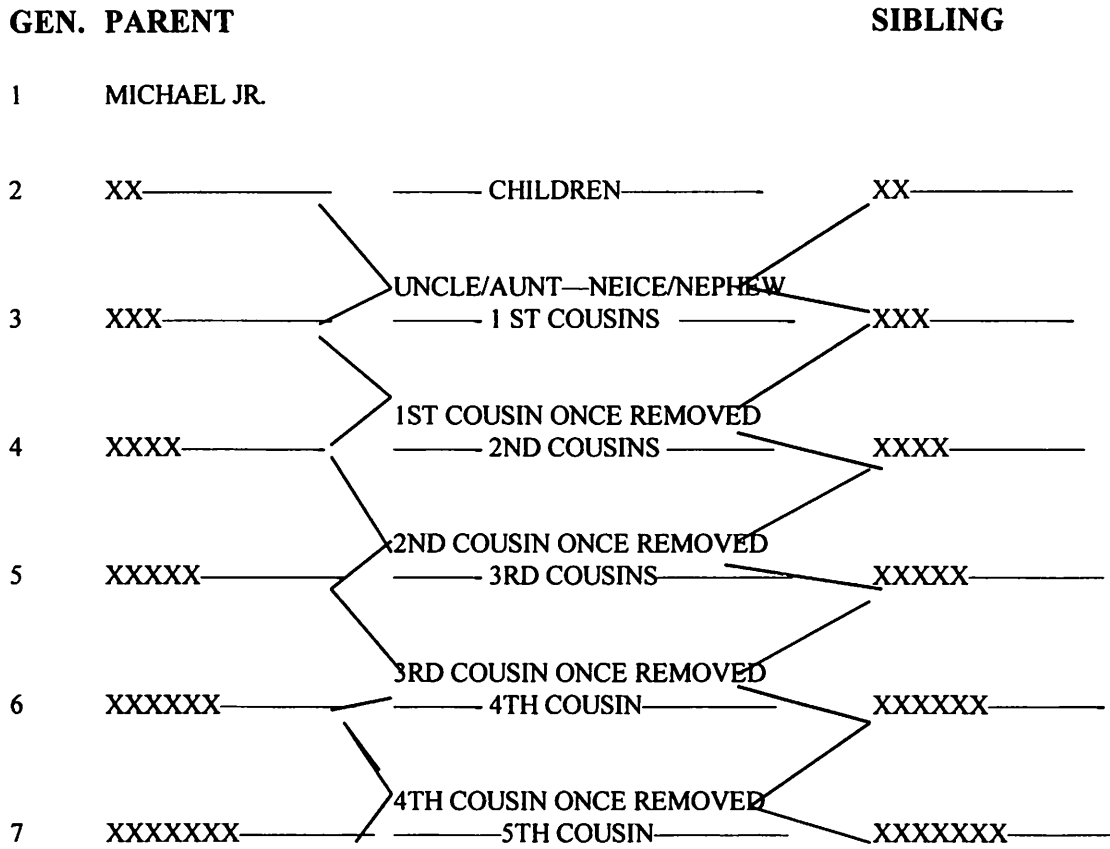 GEN. PARENT SIBLING
1 MICHAEL JR.
2 XX CHILDREN XX
UNCLE/AUNT—NEICE/NEPHEW
3 XXX 1 ST COUSINS XXX
1ST COUSIN ONCE REMOVED
4 XXXX 2ND COUSINS XXXX
2ND COUSIN ONCE REMOVED
5 XXXXX 3RD COUSINS XXXXX
3RD COUSIN ONCE REMOVED
6 XXXXXX 4TH COUSIN XXXXXX
4TH COUSIN ONCE REMOVED
7 XXXXXXX 5TH COUSIN XXXXXXX